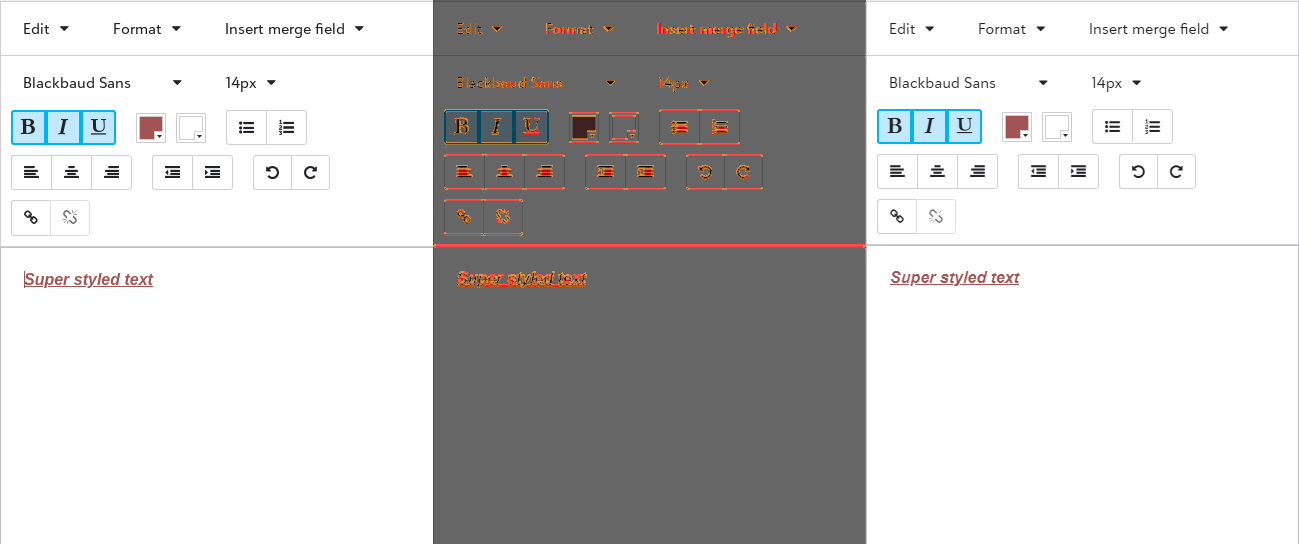 Edit Format Insert merge field Edit Format Insert merge field Edit Format Insert merge field
Blackbaud Sans 14px Blackbaud Sans 14px Blackbaud Sans 14px
B I U B I U B I U
Super styled text Super styled text Super styled text